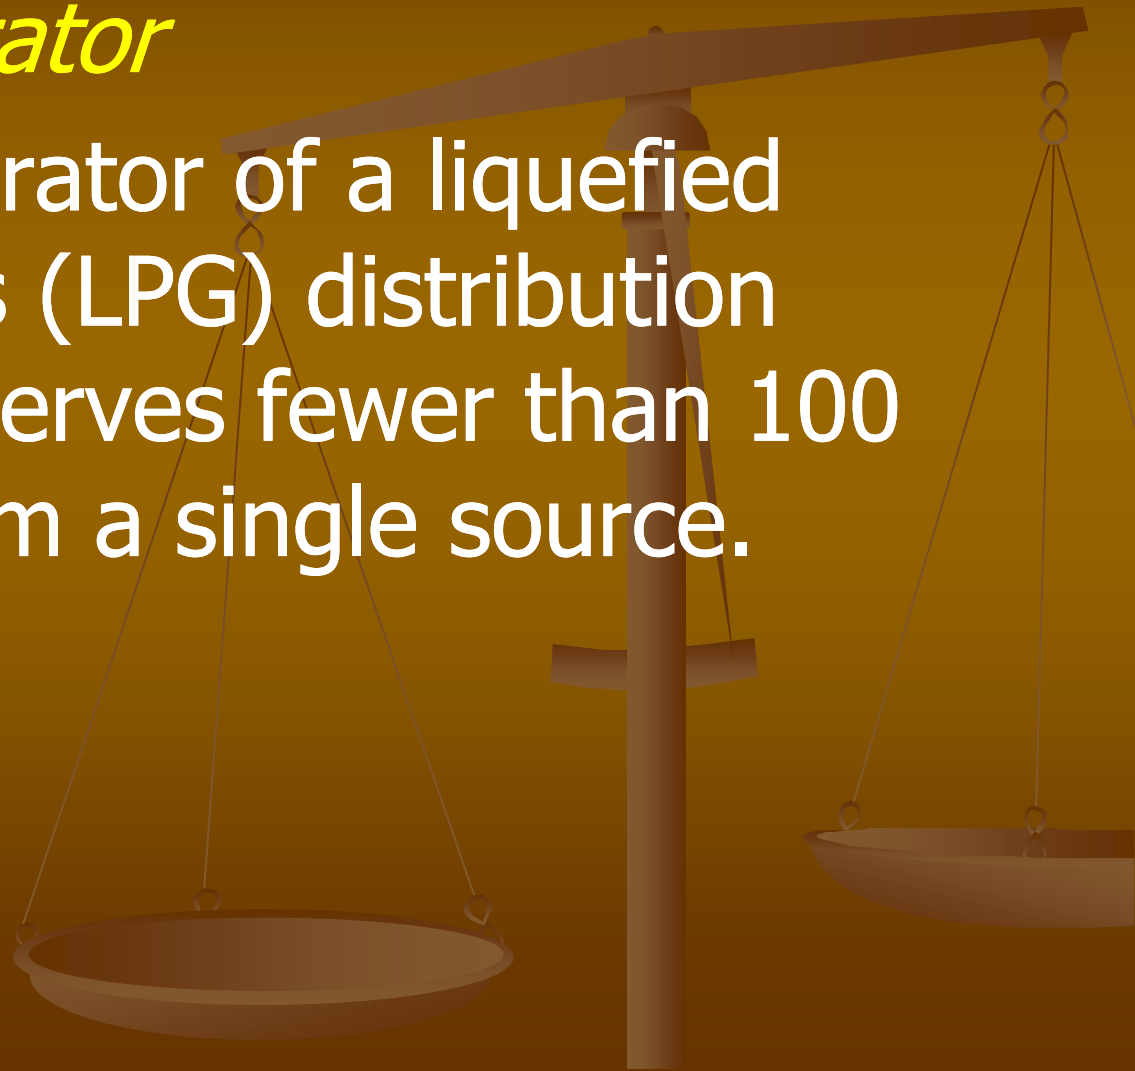 ator
rator of a liquefied
s (LPG) distribution
erves fewer than 100
m a single source.